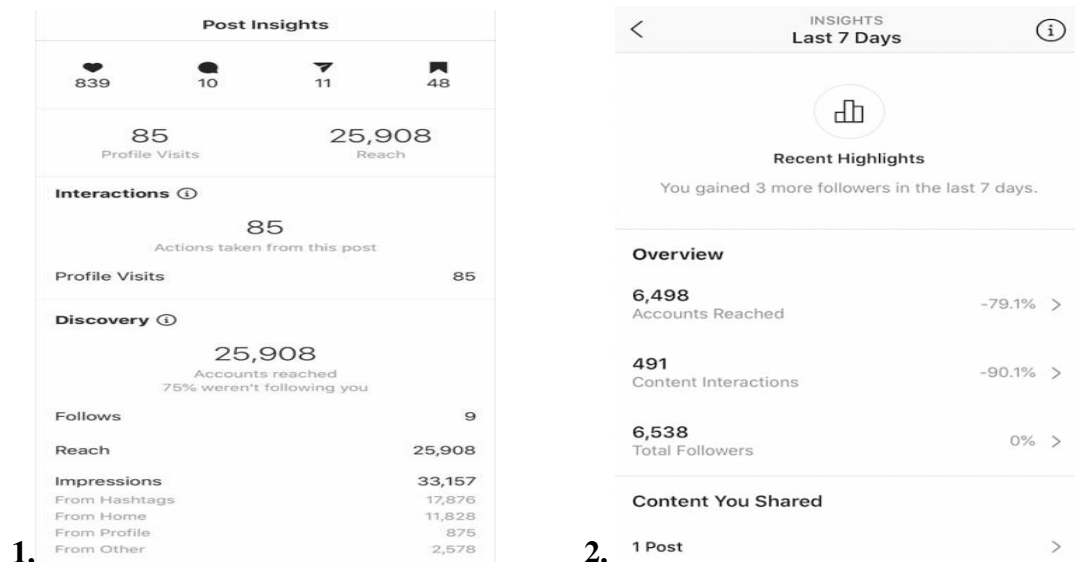 Post Insights
839 10 11 48
85 25,908
Profile Visits Reach
Interactions
85
Actions taken from this post
Profile Visits 85
Discovery
25,908
Accounts reached
75% weren't following you
Follows 9
Reach 25,908
Impressions 33,157
From Hashtags 17,876
From Home 11,828
From Profile 875
From Other 2,578
1.
INSIGHTS
Last 7 Days
Recent Highlights
You gained 3 more followers in the last 7 days.
Overview
6,498 -79.1%
Accounts Reached
491 -90.1%
Content Interactions
6,538 0%
Total Followers
Content You Shared
1 Post
2.